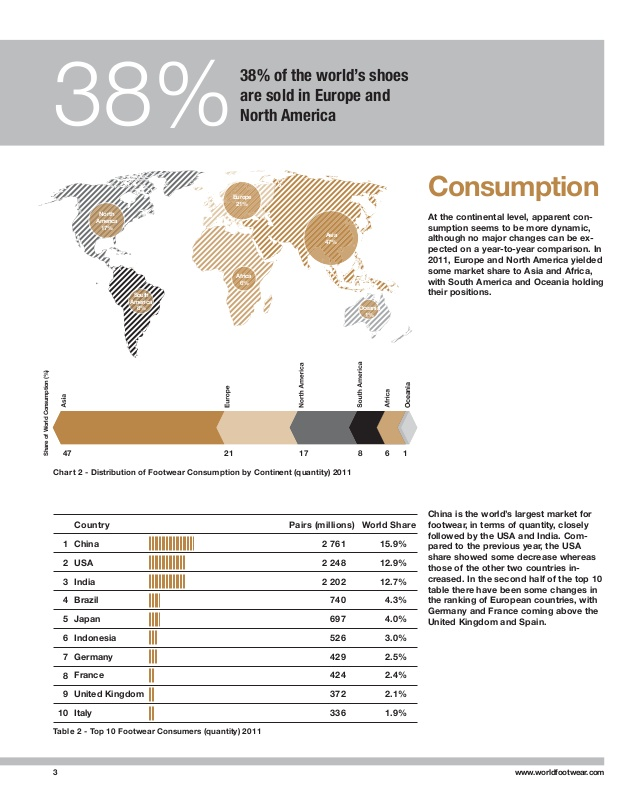 38%
38% of the world's shoes
are sold in Europe and
North America
Consumption
At the continental level, apparent con-
sumption seems to be more dynamic,
although no major changes can be ex-
pected on a year-to-year comparison. In
2011, Europe and North America yielded
some market share to Asia and Africa,
with South America and Oceania holding
their positions.
North
America
17%
Europe
21%
Asia
47%
Africa
South
America
Oceania
Share of World Consumption (%)
Asia
Europe
North America
South America
Africa
Oceania
47 21 17 8 6 1
Chart 2 - Distribution of Footwear Consumption by Continent (quantity) 2011
Country Pairs (millions) World Share
1 China 2 761 15.9%
2 USA 2 248 12.9%
3 India 2 202 12.7%
4 Brazil 740 4.3%
5 Japan 697 4.0%
6 Indonesia 526 3.0%
7 Germany 429 2.5%
8 France 424 2.4%
9 United Kingdom 372 2.1%
10 Italy 336 1.9%
Table 2 - Top 10 Footwear Consumers (quantity) 2011
China is the world's largest market for
footwear, in terms of quantity, closely
followed by the USA and India. Com-
pared to the previous year, the USA
share showed some decrease whereas
those of the other two countries in-
creased. In the second half of the top 10
table there have been some changes in
the ranking of European countries, with
Germany and France coming above the
United Kingdom and Spain.
3
www.worldfootwear.com